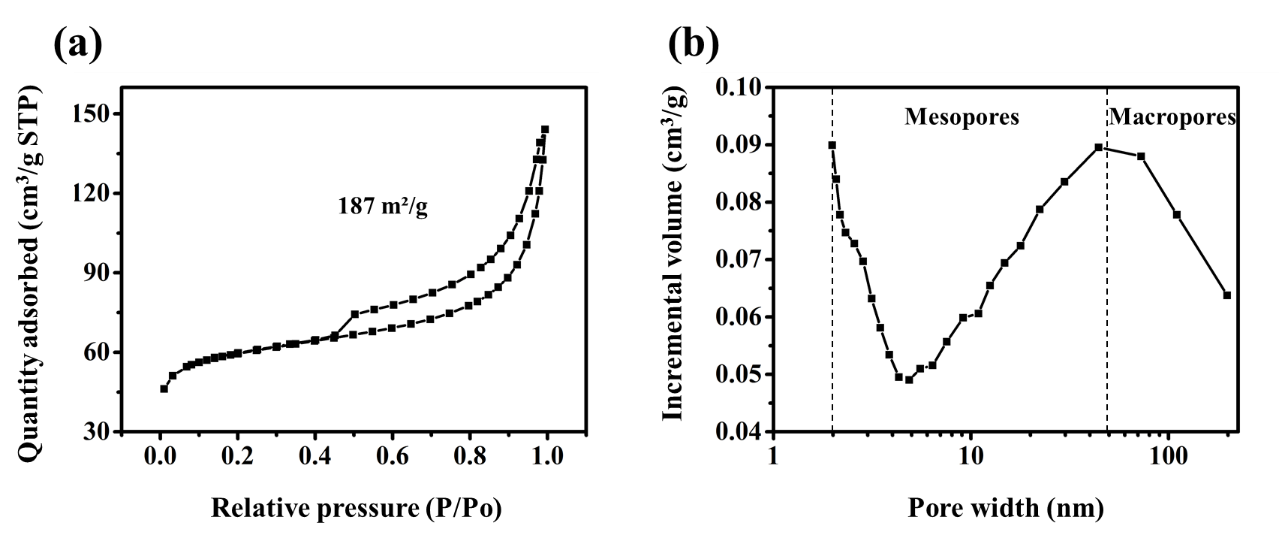 (a)
Quantity adsorbed (cm³/g STP)
150
120
90
60
30
187 m²/g
0.0 0.2 0.4 0.6 0.8 1.0
Relative pressure (P/Po)
(b)
Incremental volume (cm³/g)
0.10
0.09
0.08
0.07
0.06
0.05
0.04
Mesopores
Macropores
1 10 100
Pore width (nm)